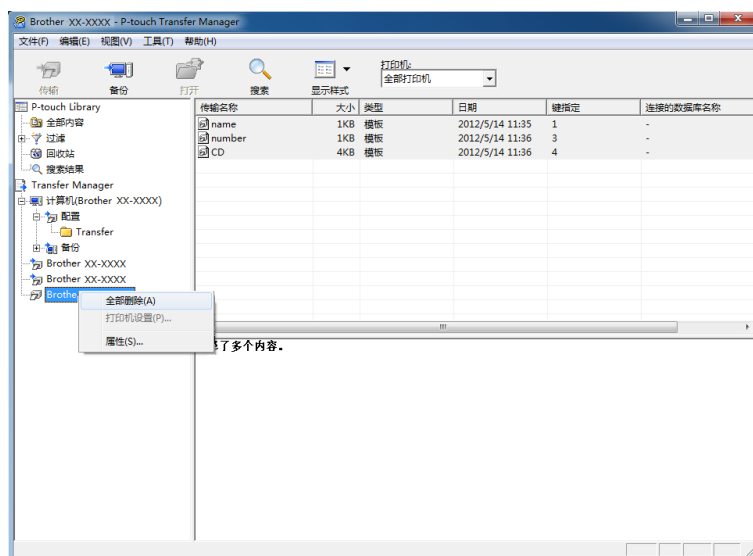 Brother XX-XXXX - P-touch Transfer Manager
文件(F) 编辑(E) 视图(V) 工具(T) 帮助(H)
传输 备份 打开 搜索 显示样式 打印机: 全部打印机
P-touch Library
全部内容
过滤
回收站
搜索结果
Transfer Manager
计算机(Brother XX-XXXX)
配置
Transfer
备份
Brother XX-XXXX
Brother XX-XXXX
Brothe
传输名称 大小 类型 日期 键指定 连接的数据库名称
name 1KB 模板 2012/5/14 11:35 1 -
number 1KB 模板 2012/5/14 11:36 3 -
CD 4KB 模板 2012/5/14 11:36 4 -
全部删除(A)
打印机设置(P)...
属性(S)...
了多个内容。